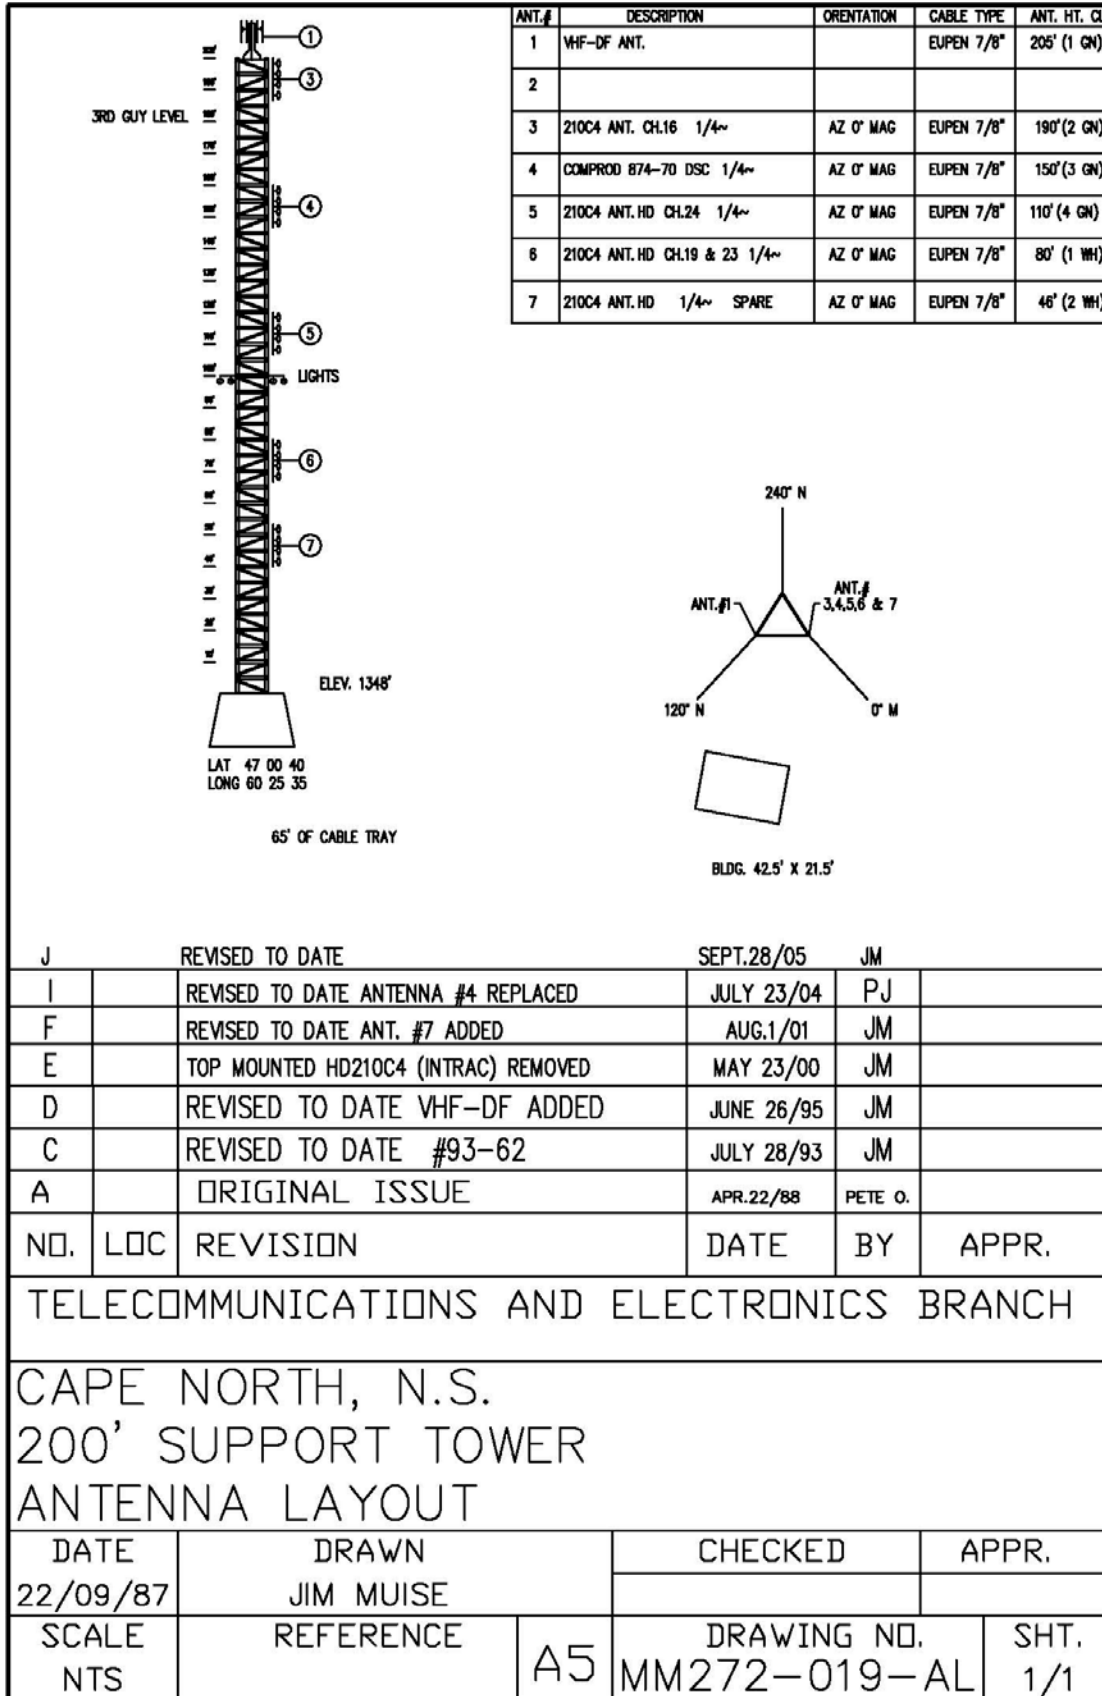 ANT.# DESCRIPTION ORENTATION CABLE TYPE ANT. HT. CL
1 VHF-DF ANT. EUPEN 7/8" 205' (1 GN)
2
3 210C4 ANT. CH.16 1/4~ AZ 0° MAG EUPEN 7/8" 190'(2 GN)
4 COMPROD 874-70 DSC 1/4~ AZ 0° MAG EUPEN 7/8" 150'(3 GN)
5 210C4 ANT. HD CH.24 1/4~ AZ 0° MAG EUPEN 7/8" 110' (4 GN)
6 210C4 ANT. HD CH.19 & 23 1/4~ AZ 0° MAG EUPEN 7/8" 80' (1 WH)
7 210C4 ANT. HD 1/4~ SPARE AZ 0° MAG EUPEN 7/8" 46' (2 WH)
1
3
3RD GUY LEVEL
4
5
LIGHTS
6
7
ELEV. 1348'
LAT 47 00 40
LONG 60 25 35
65' OF CABLE TRAY
240° N
ANT.#1
ANT.#
3,4,5,6 & 7
120° N
0° M
BLDG. 42.5' X 21.5'
J REVISED TO DATE SEPT.28/05 JM
I REVISED TO DATE ANTENNA #4 REPLACED JULY 23/04 PJ
F REVISED TO DATE ANT. #7 ADDED AUG.1/01 JM
E TOP MOUNTED HD210C4 (INTRAC) REMOVED MAY 23/00 JM
D REVISED TO DATE VHF-DF ADDED JUNE 26/95 JM
C REVISED TO DATE #93-62 JULY 28/93 JM
A ORIGINAL ISSUE APR.22/88 PETE O.
NO. LOC REVISION DATE BY APPR.
TELECOMMUNICATIONS AND ELECTRONICS BRANCH
CAPE NORTH, N.S.
200' SUPPORT TOWER
ANTENNA LAYOUT
DATE DRAWN CHECKED APPR.
22/09/87 JIM MUISE
SCALE REFERENCE A5 DRAWING NO. SHT.
NTS MM272-019-AL 1/1